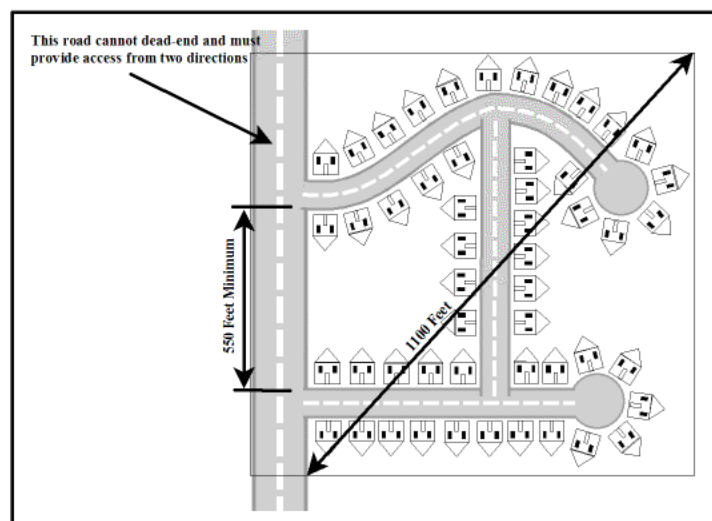 This road cannot dead-end and must
provide access from two directions
550 Feet Minimum
1100 Feet